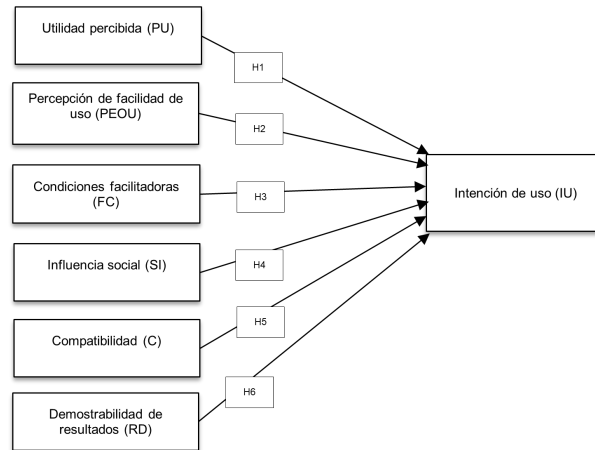 Utilidad percibida (PU)
H1
Percepción de facilidad de
uso (PEOU)
H2
Condiciones facilitadoras
(FC)
H3
Intención de uso (IU)
Influencia social (SI)
H4
Compatibilidad (C)
H5
H6
Demostrabilidad de
resultados (RD)